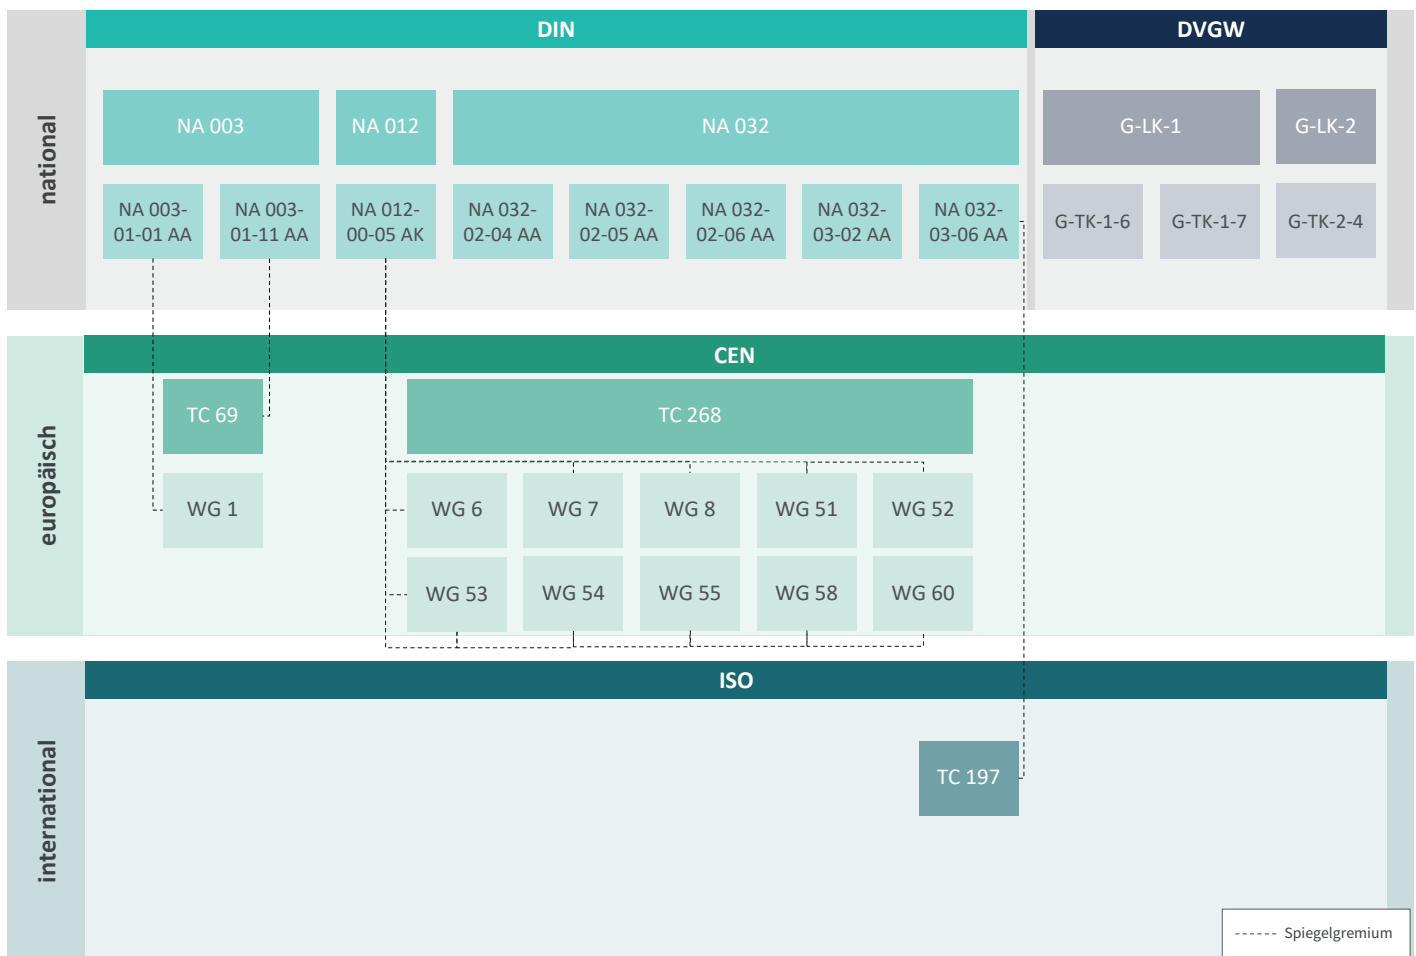 DIN
DVGW
national
NA 003
NA 012
NA 032
G-LK-1
G-LK-2
NA 003-
01-01 AA
NA 003-
01-11 AA
NA 012-
00-05 AK
NA 032-
02-04 AA
NA 032-
02-05 AA
NA 032-
02-06 AA
NA 032-
03-02 AA
NA 032-
03-06 AA
G-TK-1-6
G-TK-1-7
G-TK-2-4
CEN
europäisch
TC 69
TC 268
WG 1
WG 6
WG 7
WG 8
WG 51
WG 52
WG 53
WG 54
WG 55
WG 58
WG 60
ISO
international
TC 197
Spiegelgremium